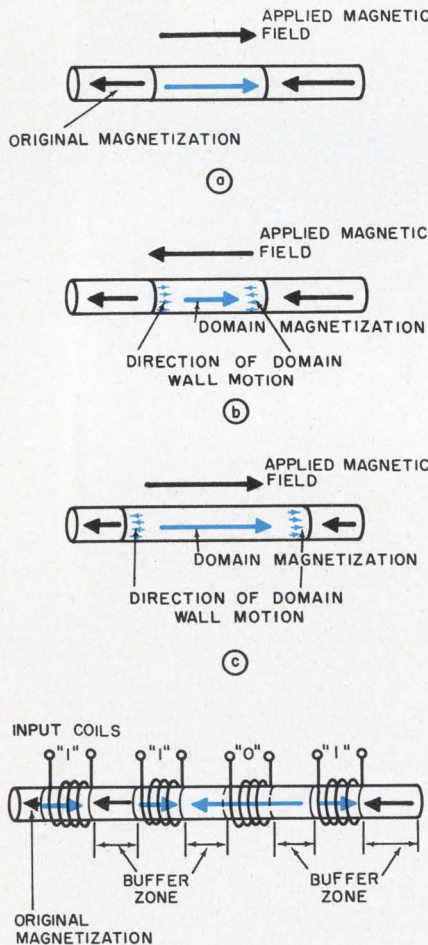 APPLIED MAGNETIC
FIELD
ORIGINAL MAGNETIZATION
a
APPLIED MAGNETIC
FIELD
DOMAIN MAGNETIZATION
DIRECTION OF DOMAIN
WALL MOTION
b
APPLIED MAGNETIC
FIELD
DOMAIN MAGNETIZATION
DIRECTION OF DOMAIN
WALL MOTION
c
INPUT COILS
"1" "1" "0" "1"
BUFFER
ZONE
BUFFER
ZONE
ORIGINAL
MAGNETIZATION